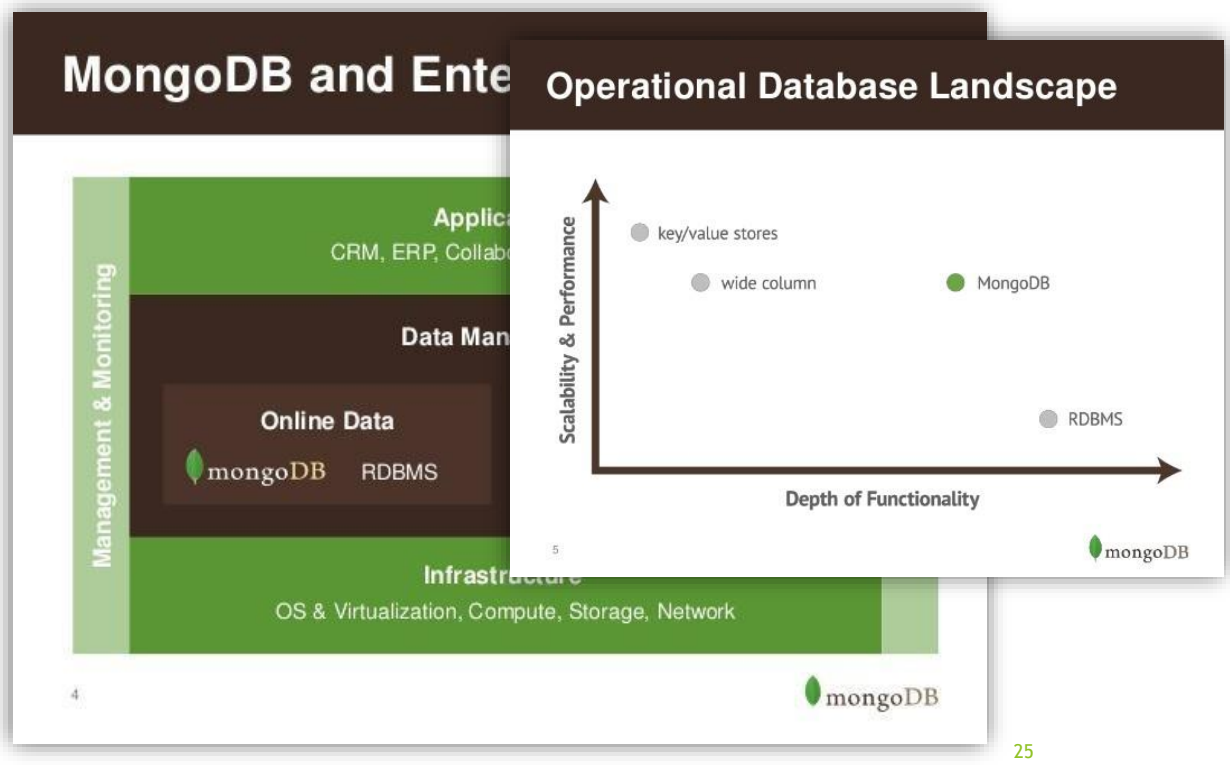 MongoDB and Ente
Management & Monitoring
Applica
CRM, ERP, Collabo
Data Man
Online Data
mongoDB RDBMS
Infrastructure
OS & Virtualization, Compute, Storage, Network
4
mongoDB
Operational Database Landscape
Scalability & Performance
key/value stores
wide column
MongoDB
RDBMS
Depth of Functionality
5
mongoDB
25